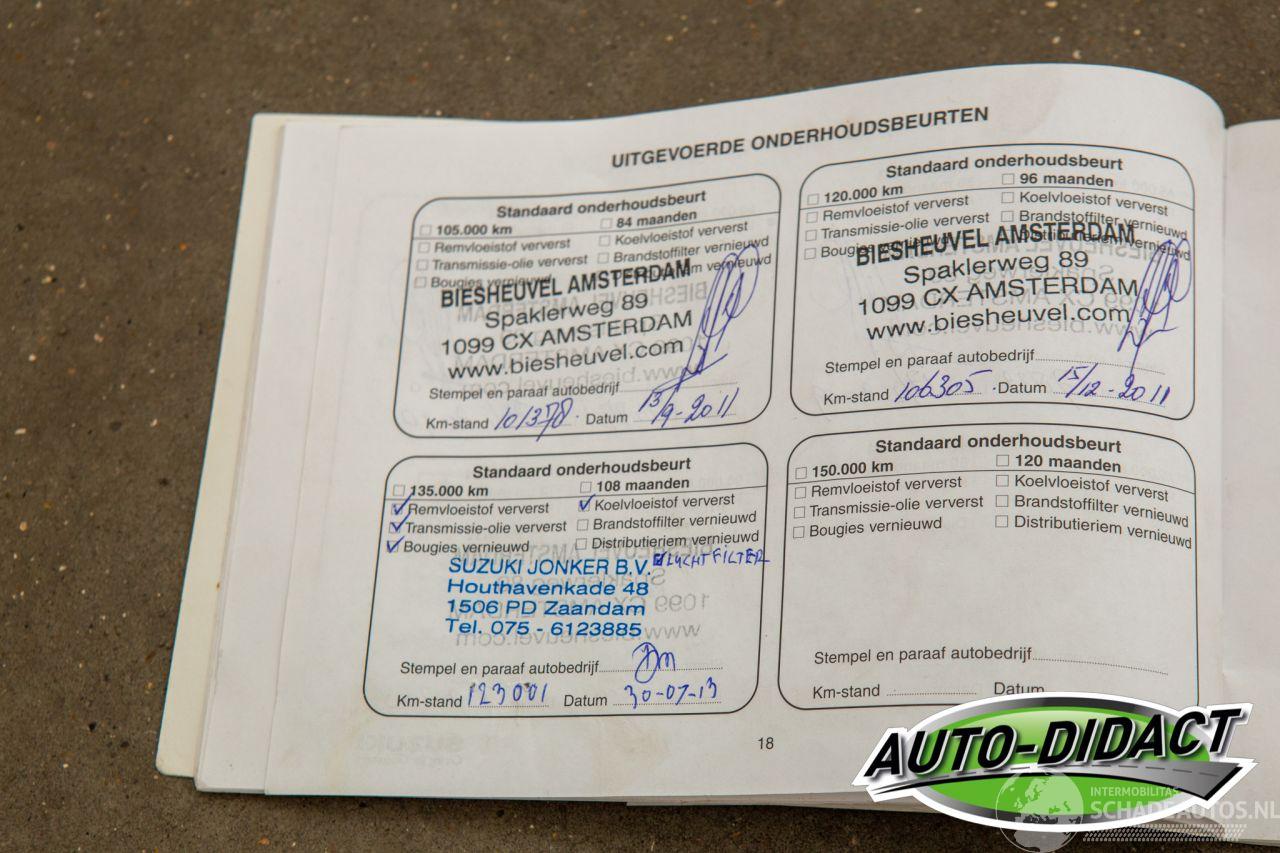 UITGEVOERDE ONDERHOUDSBEURTEN
Standaard onderhoudsbeurt
105.000 km 84 maanden
Remvloeistof ververst Koelvloeistof ververst
Transmissie-olie ververst Brandstoffilter vernieuwd
Bougies vernieuwd
BIESHEUVEL AMSTERDAM
Spaklerweg 89
1099 CX AMSTERDAM
www.biesheuvel.com
Stempel en paraaf autobedrijf
Km-stand 101378 Datum 13/9-2011
Standaard onderhoudsbeurt
120.000 km 96 maanden
Remvloeistof ververst Koelvloeistof ververst
Transmissie-olie ververst Brandstoffilter vernieuwd
Bougies vernieuwd Distributieriem vernieuwd
BIESHEUVEL AMSTERDAM
Spaklerweg 89
1099 CX AMSTERDAM
www.biesheuvel.com
Stempel en paraaf autobedrijf
Km-stand 106305 Datum 15/12-2011
Standaard onderhoudsbeurt
135.000 km 108 maanden
Remvloeistof ververst Koelvloeistof ververst
Transmissie-olie ververst Brandstoffilter vernieuwd
Bougies vernieuwd Distributieriem vernieuwd
LUCHTFILTER
SUZUKI JONKER B.V.
Houthavenkade 48
1506 PD Zaandam
Tel. 075 - 6123885
Stempel en paraaf autobedrijf
Km-stand 123001 Datum 30-07-13
Standaard onderhoudsbeurt
150.000 km 120 maanden
Remvloeistof ververst Koelvloeistof ververst
Transmissie-olie ververst Brandstoffilter vernieuwd
Bougies vernieuwd Distributieriem vernieuwd
Stempel en paraaf autobedrijf
Km-stand Datum
18
AUTO-DIDACT
INTERMOBILITAS
SCHADEAUTOS.NL